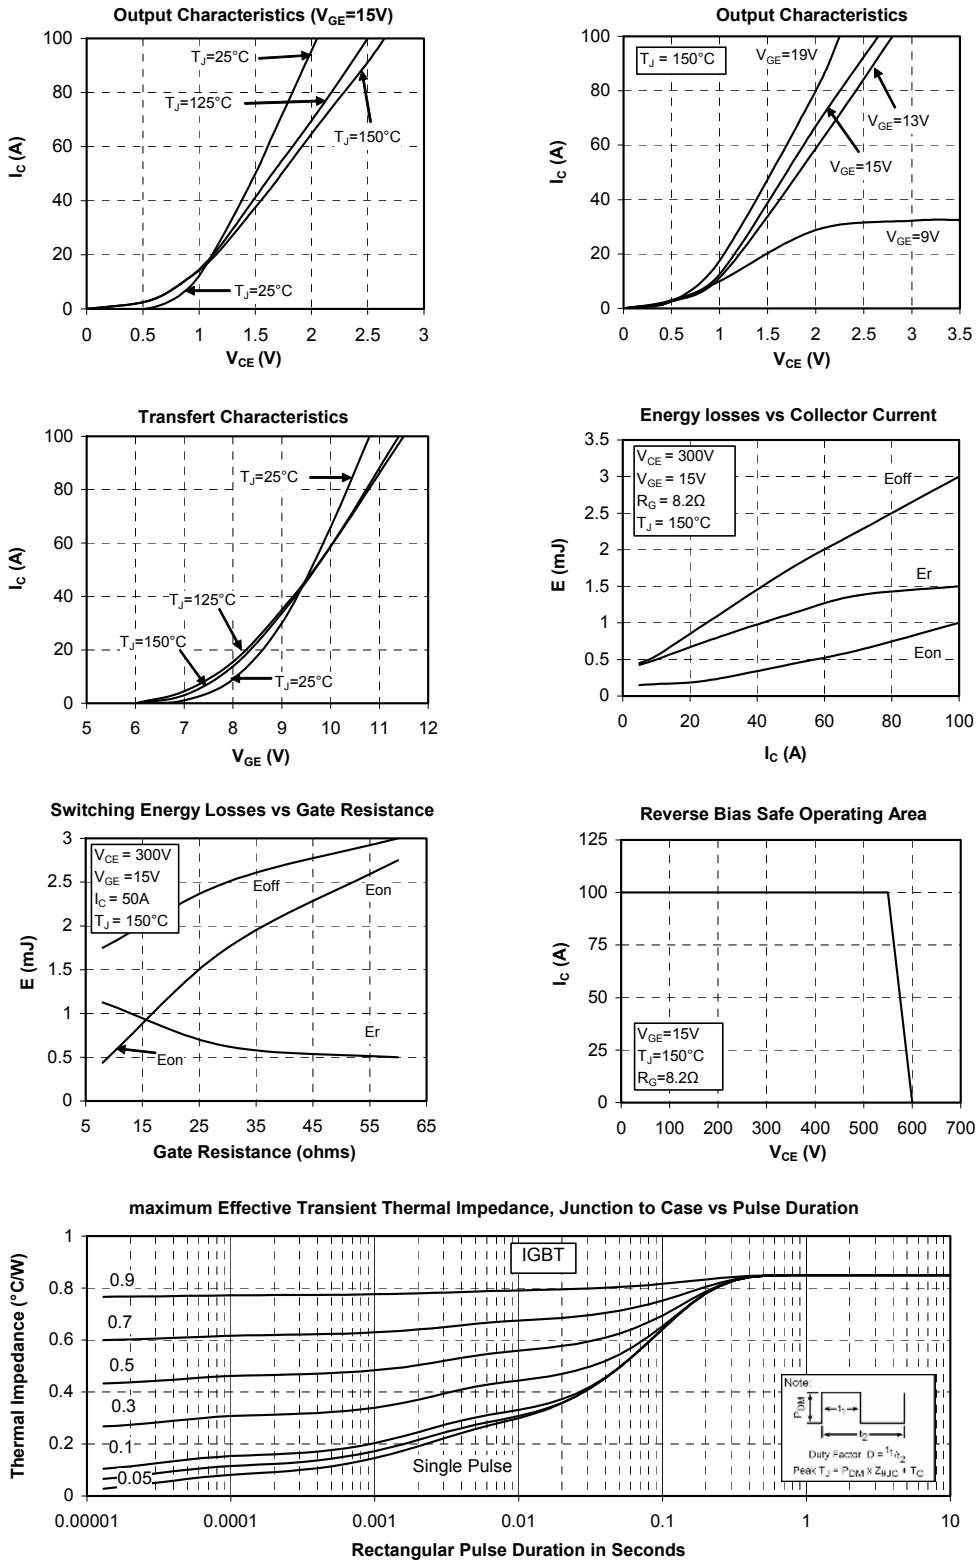 Output Characteristics (VGE=15V)
100
80
60
40
20
0
0 0.5 1 1.5 2 2.5 3
IC (A)
VCE (V)
TJ=25°C
TJ=125°C
TJ=150°C
TJ=25°C
Output Characteristics
100
80
60
40
20
0
0 0.5 1 1.5 2 2.5 3 3.5
IC (A)
VCE (V)
TJ = 150°C
VGE=19V
VGE=13V
VGE=15V
VGE=9V
Transfert Characteristics
100
80
60
40
20
0
5 6 7 8 9 10 11 12
IC (A)
VGE (V)
TJ=25°C
TJ=125°C
TJ=150°C
TJ=25°C
Energy losses vs Collector Current
3.5
3
2.5
2
1.5
1
0.5
0
0 20 40 60 80 100
E (mJ)
IC (A)
VCE = 300V
VGE = 15V
RG = 8.2Ω
TJ = 150°C
Eoff
Er
Eon
Switching Energy Losses vs Gate Resistance
3
2.5
2
1.5
1
0.5
0
5 15 25 35 45 55 65
E (mJ)
Gate Resistance (ohms)
VCE = 300V
VGE =15V
IC = 50A
TJ = 150°C
Eoff
Eon
Er
Eon
Reverse Bias Safe Operating Area
125
100
75
50
25
0
0 100 200 300 400 500 600 700
IC (A)
VCE (V)
VGE=15V
TJ=150°C
RG=8.2Ω
maximum Effective Transient Thermal Impedance, Junction to Case vs Pulse Duration
1
0.8
0.6
0.4
0.2
0
0.00001 0.0001 0.001 0.01 0.1 1 10
Thermal Impedance (°C/W)
Rectangular Pulse Duration in Seconds
IGBT
0.9
0.7
0.5
0.3
0.1
0.05
Single Pulse
Note:
PDM
t1
t2
Duty Factor D = t1/t2
Peak TJ = PDM x ZθJC + TC